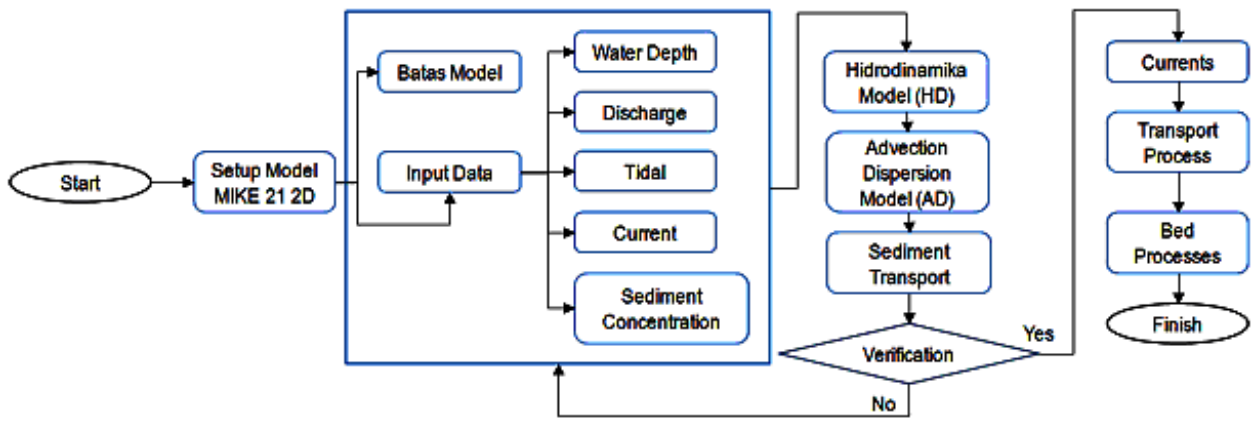 Start
Setup Model
MIKE 21 2D
Batas Model
Input Data
Water Depth
Discharge
Tidal
Current
Sediment
Concentration
Hidrodinamika
Model (HD)
Advection
Dispersion
Model (AD)
Sediment
Transport
Verification
Yes
No
Currents
Transport
Process
Bed
Processes
Finish